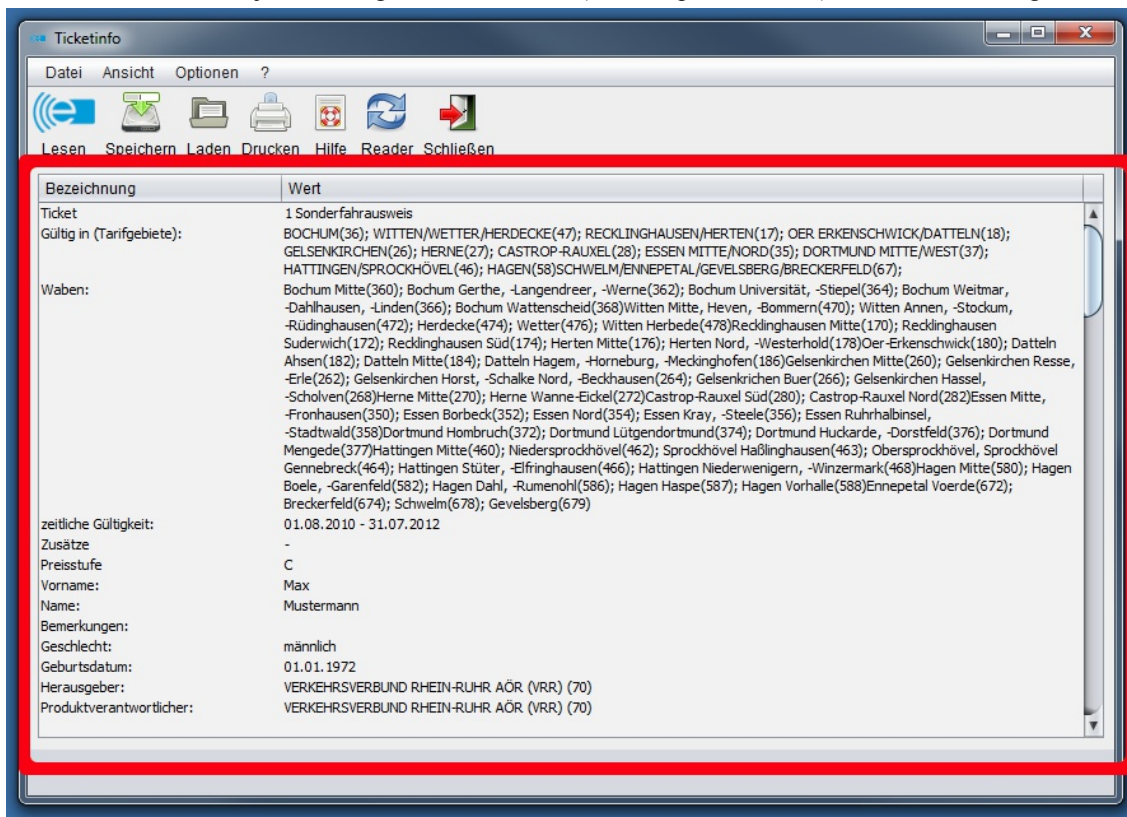 Ticketinfo
Datei Ansicht Optionen ?
Lesen Speichern Laden Drucken Hilfe Reader Schließen
Bezeichnung Wert
Ticket 1 Sonderfahrausweis
Gültig in (Tarifgebiete): BOCHUM(36); WITTEN/WETTER/HERDECKE(47); RECKLINGHAUSEN/HERTEN(17); OER ERKENSCHWICK/DATTELN(18);
GELSENKIRCHEN(26); HERNE(27); CASTROP-RAUXEL(28); ESSEN MITTE/NORD(35); DORTMUND MITTE/WEST(37);
HATTINGEN/SPROCKHÖVEL(46); HAGEN(58)SCHWELM/ENNEPETAL/GEVELSBERG/BRECKERFELD(67);
Waben: Bochum Mitte(360); Bochum Gerthe, -Langendreer, -Werne(362); Bochum Universität, -Stiepel(364); Bochum Weitmar,
-Dahlhausen, -Linden(366); Bochum Wattenscheid(368)Witten Mitte, Heven, -Bommern(470); Witten Annen, -Stockum,
-Rüdinghausen(472); Herdecke(474); Wetter(476); Witten Herbede(478)Recklinghausen Mitte(170); Recklinghausen
Suderwich(172); Recklinghausen Süd(174); Herten Mitte(176); Herten Nord, -Westerholt(178)Oer-Erkenschwick(180); Datteln
Ahsen(182); Datteln Mitte(184); Datteln Hagem, -Horneburg, -Meckinghofen(186)Gelsenkirchen Mitte(260); Gelsenkirchen Resse,
-Erle(262); Gelsenkirchen Horst, -Schalke Nord, -Beckhausen(264); Gelsenkrichen Buer(266); Gelsenkirchen Hassel,
-Scholven(268)Herne Mitte(270); Herne Wanne-Eickel(272)Castrop-Rauxel Süd(280); Castrop-Rauxel Nord(282)Essen Mitte,
-Fronhausen(350); Essen Borbeck(352); Essen Nord(354); Essen Kray, -Steele(356); Essen Ruhrhalbinsel,
-Stadtwald(358)Dortmund Hombruch(372); Dortmund Lütgendortmund(374); Dortmund Huckarde, -Dorstfeld(376); Dortmund
Mengede(377)Hattingen Mitte(460); Niedersprockhövel(462); Sprockhövel Haßlinghausen(463); Obersprockhövel, Sprockhövel
Gennebreck(464); Hattingen Stüter, -Elfringhausen(466); Hattingen Niederwenigern, -Winzermark(468)Hagen Mitte(580); Hagen
Boele, -Garenfeld(582); Hagen Dahl, -Rumenohl(586); Hagen Haspe(587); Hagen Vorhalle(588)Ennepetal Voerde(672);
Breckerfeld(674); Schwelm(678); Gevelsberg(679)
zeitliche Gültigkeit: 01.08.2010 - 31.07.2012
Zusätze -
Preisstufe C
Vorname: Max
Name: Mustermann
Bemerkungen:
Geschlecht: männlich
Geburtsdatum: 01.01.1972
Herausgeber: VERKEHRSVERBUND RHEIN-RUHR AÖR (VRR) (70)
Produktverantwortlicher: VERKEHRSVERBUND RHEIN-RUHR AÖR (VRR) (70)